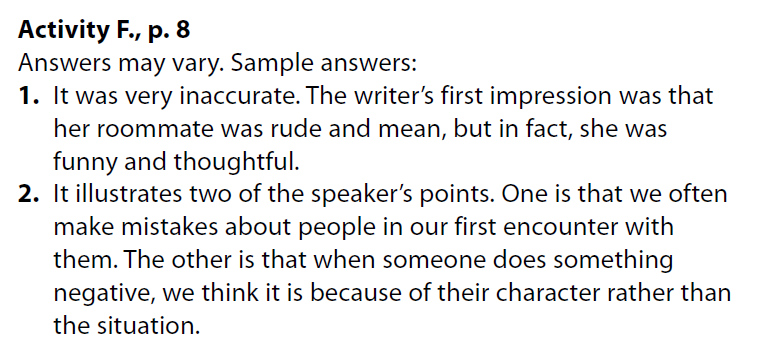 Activity F., p. 8
Answers may vary. Sample answers:
1. It was very inaccurate. The writer’s first impression was that
her roommate was rude and mean, but in fact, she was
funny and thoughtful.
2. It illustrates two of the speaker’s points. One is that we often
make mistakes about people in our first encounter with
them. The other is that when someone does something
negative, we think it is because of their character rather than
the situation.